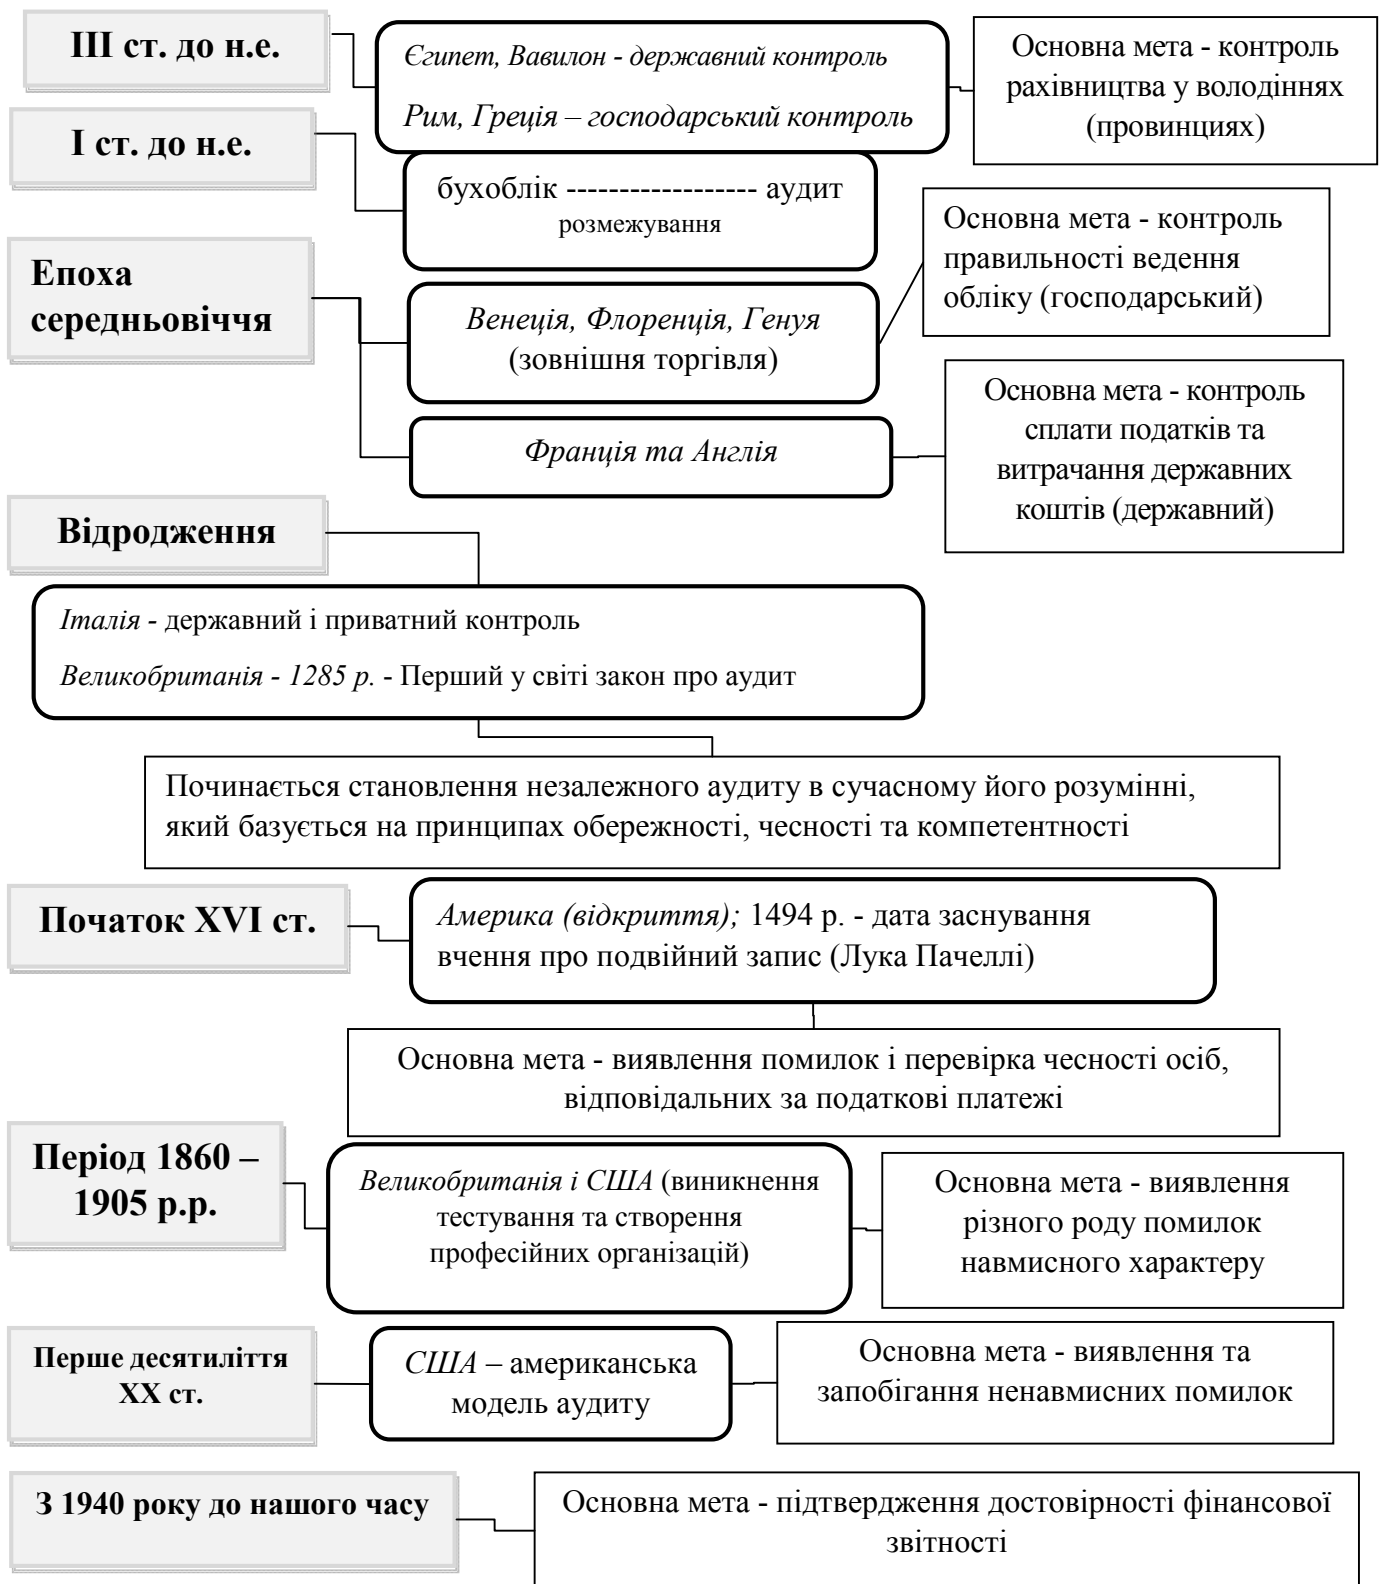 ІІІ ст. до н.е.
Єгипет, Вавилон - державний контроль
Рим, Греція – господарський контроль
Основна мета - контроль
рахівництва у володіннях
(провинциях)
І ст. до н.е.
бухоблік ------------------ аудит
розмежування
Епоха
середньовіччя
Венеція, Флоренція, Генуя
(зовнішня торгівля)
Основна мета - контроль
правильності ведення
обліку (господарський)
Франція та Англія
Основна мета - контроль
сплати податків та
витрачання державних
коштів (державний)
Відродження
Італія - державний і приватний контроль
Великобританія - 1285 р. - Перший у світі закон про аудит
Починається становлення незалежного аудиту в сучасному його розумінні,
який базується на принципах обережності, чесності та компетентності
Початок XVI ст.
Америка (відкриття); 1494 р. - дата заснування
вчення про подвійний запис (Лука Пачеллі)
Основна мета - виявлення помилок і перевірка чесності осіб,
відповідальних за податкові платежі
Період 1860 –
1905 р.р.
Великобританія і США (виникнення
тестування та створення
професійних організацій)
Основна мета - виявлення
різного роду помилок
навмисного характеру
Перше десятиліття
ХХ ст.
США – американська
модель аудиту
Основна мета - виявлення та
запобігання ненавмисних помилок
З 1940 року до нашого часу
Основна мета - підтвердження достовірності фінансової
звітності